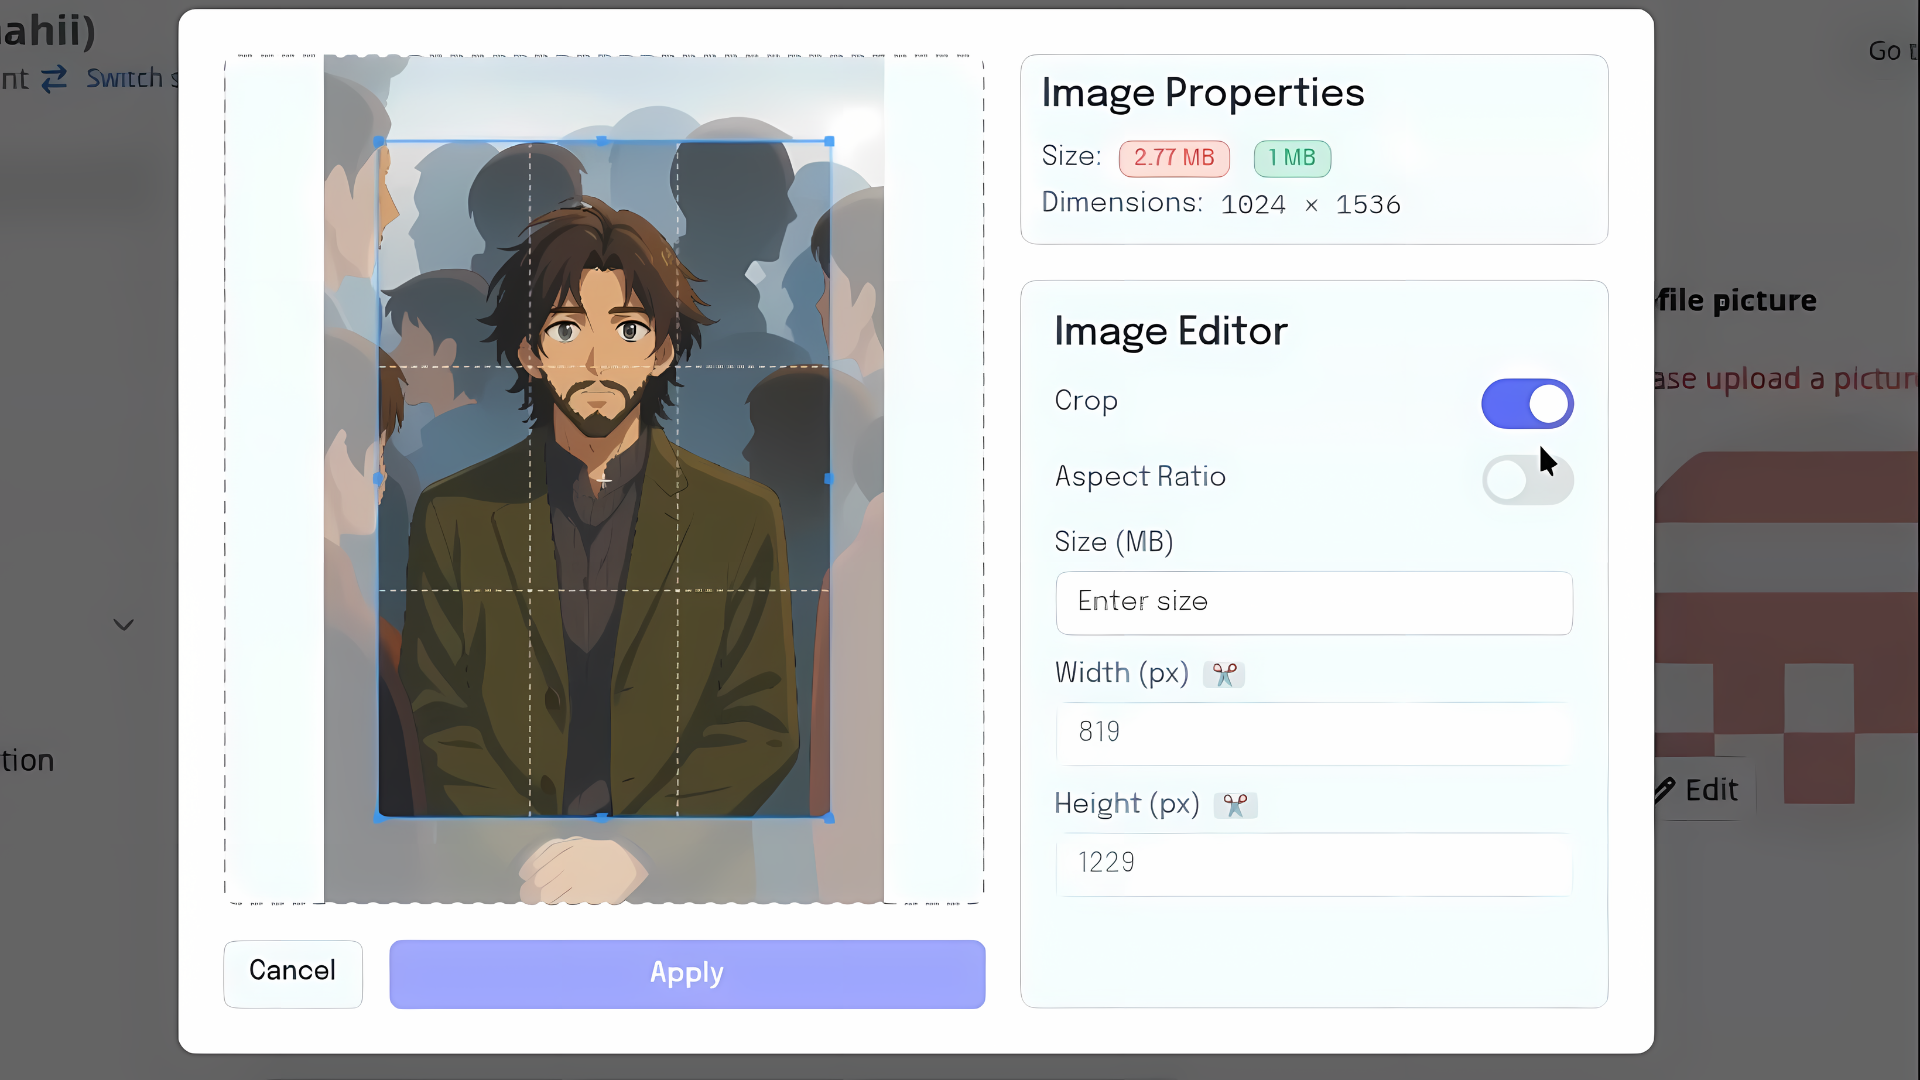 ahii)
nt Switch s
Go t
Image Properties
Size: 2.77 MB 1 MB
Dimensions: 1024 × 1536
Image Editor
Crop
Aspect Ratio
Size (MB)
Enter size
Width (px)
819
Height (px)
1229
Cancel
Apply
file picture
ase upload a pictur
Edit
tion